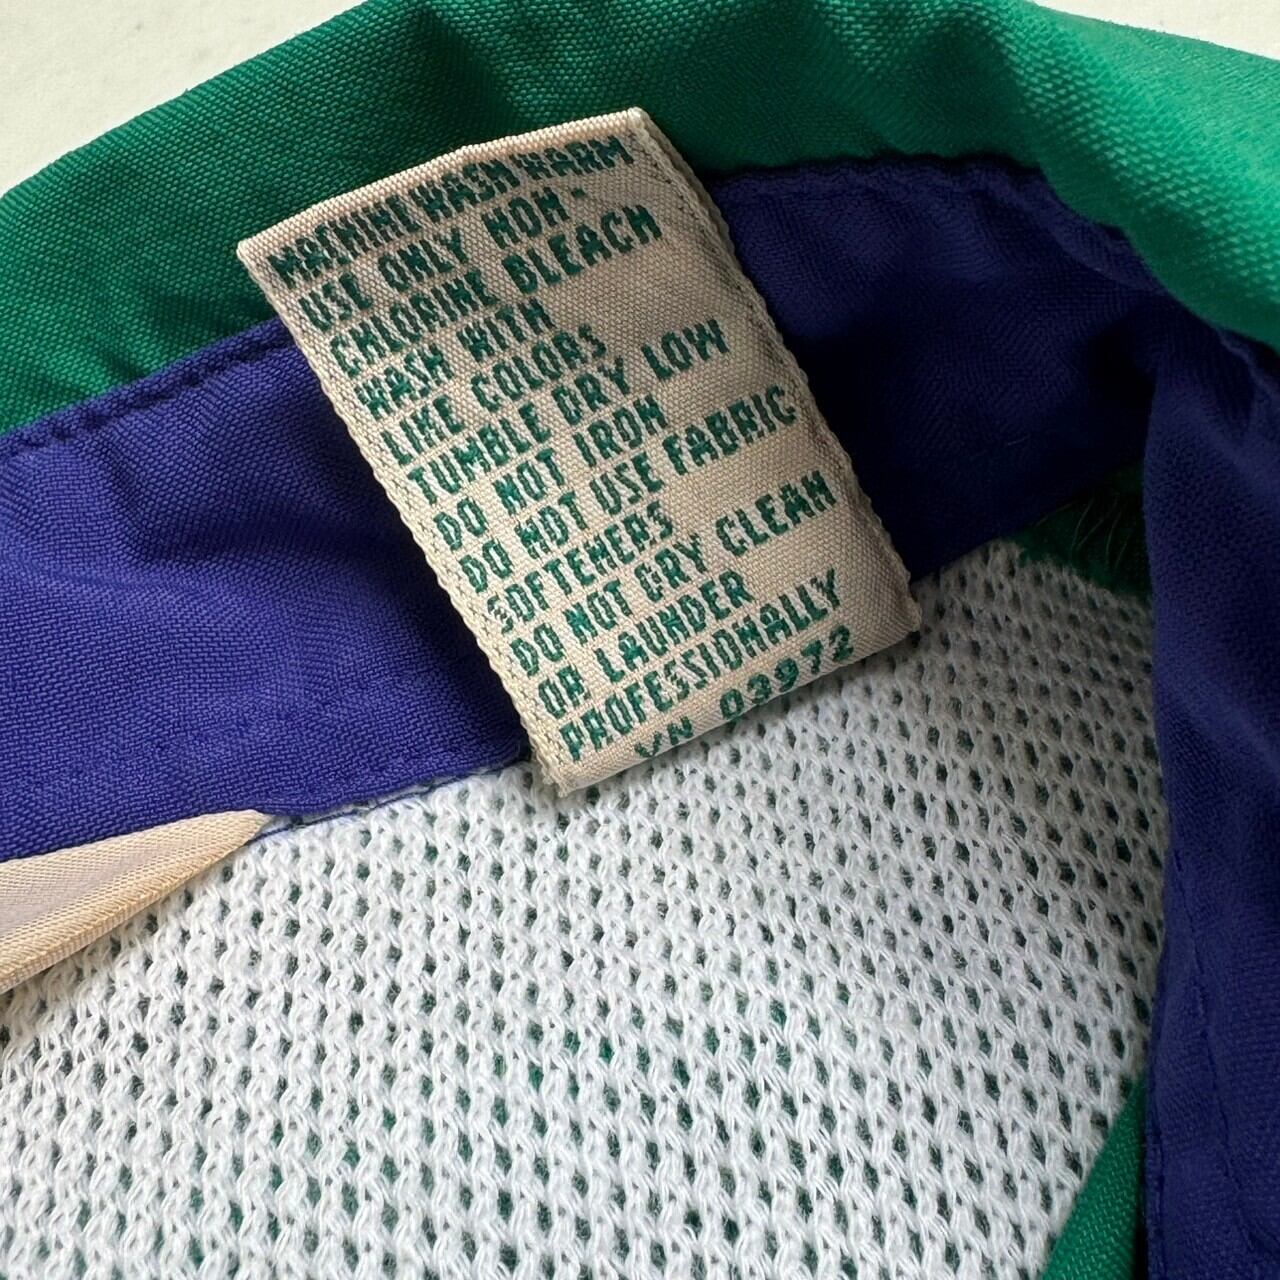 MACHINE WASH WARM
USE ONLY NON-
CHLORINE BLEACH
WASH WITH
LIKE COLORS
TUMBLE DRY LOW
DO NOT IRON
DO NOT USE FABRIC
SOFTENERS
DO NOT DRY CLEAN
OR LAUNDER
PROFESSIONALLY
VN 03972